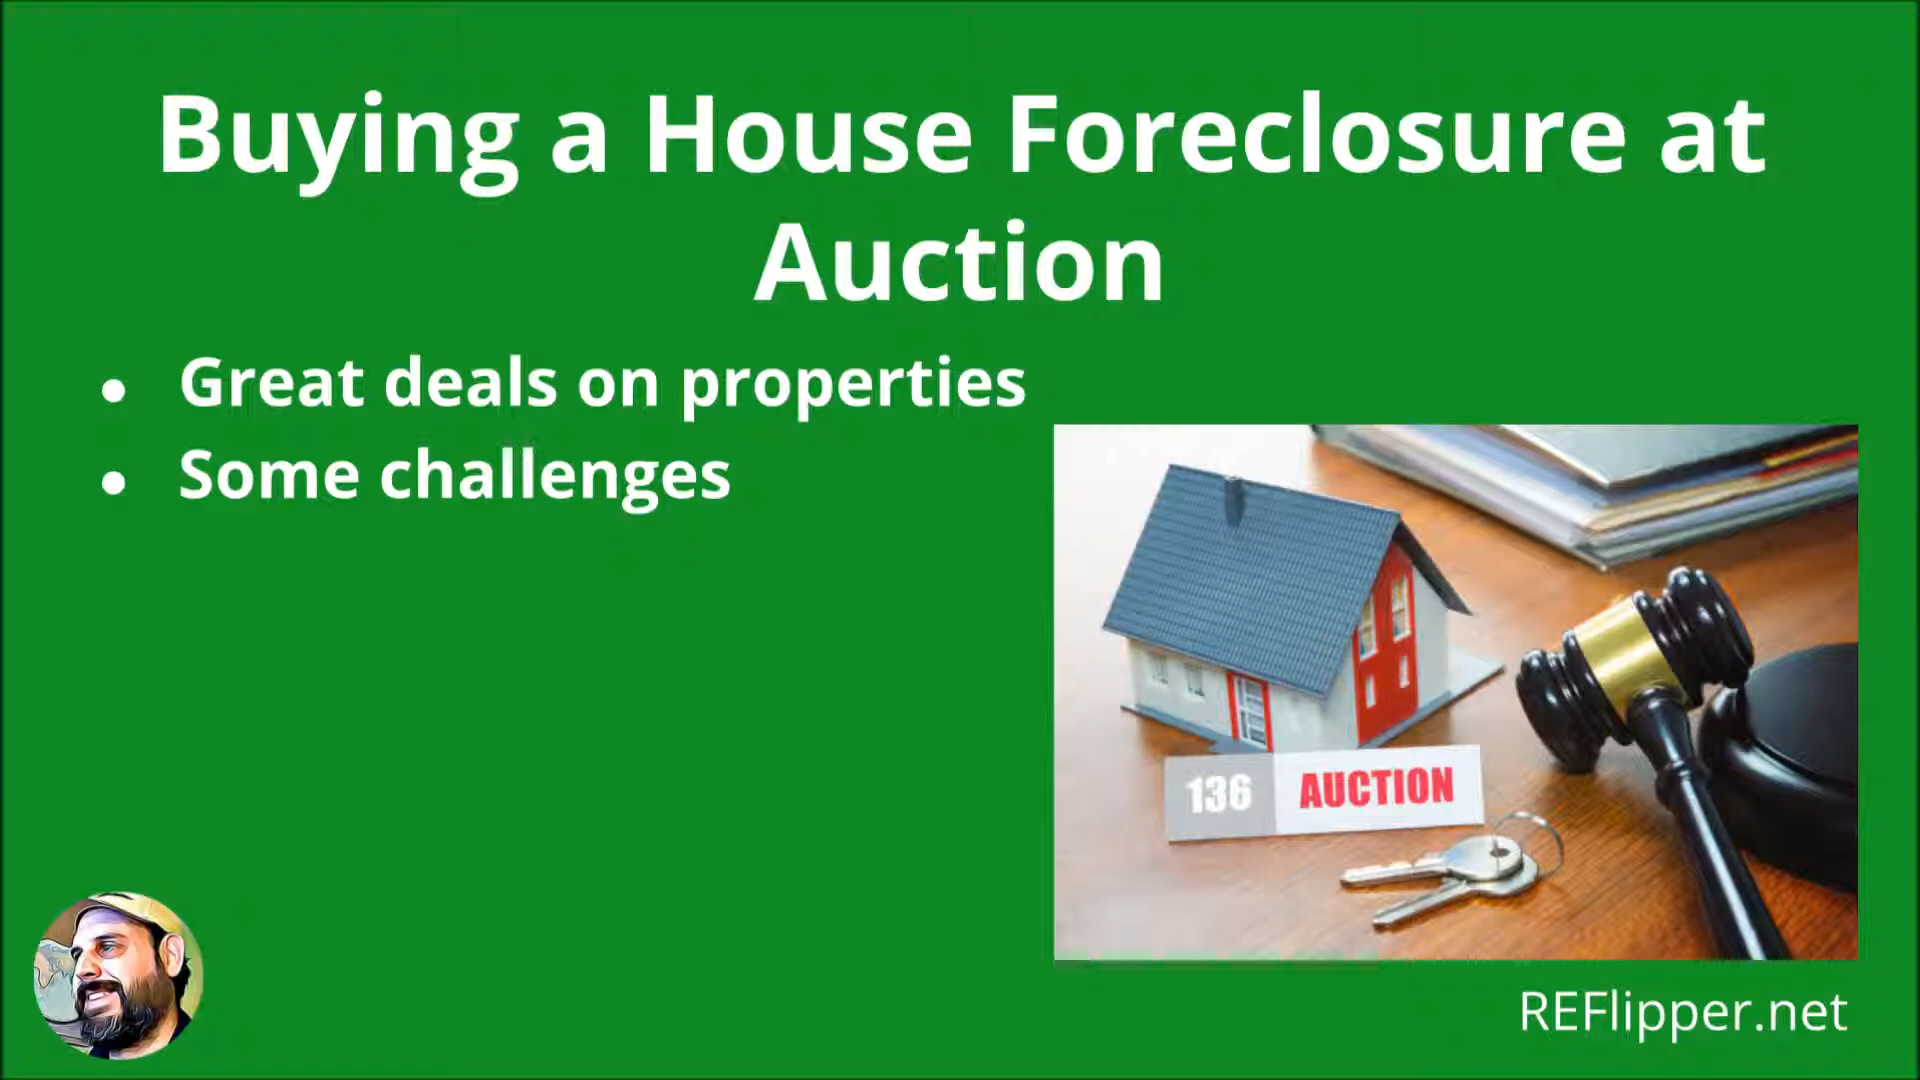 Buying a House Foreclosure at
Auction
● Great deals on properties
● Some challenges
136 AUCTION
REFlipper.net